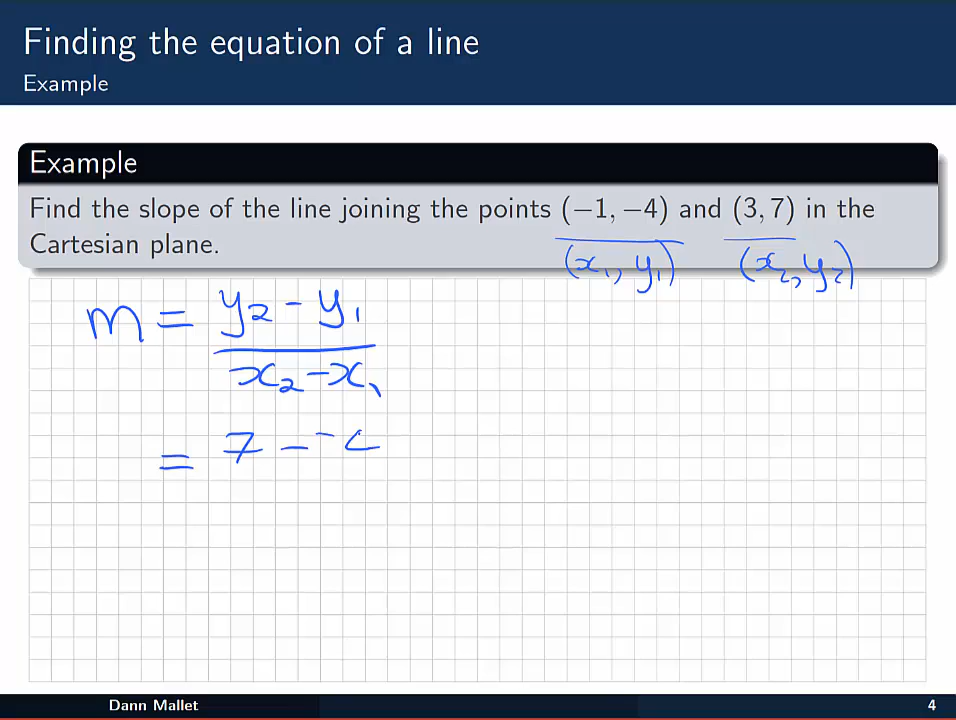 Finding the equation of a line
Example
Example
Find the slope of the line joining the points (−1, −4) and (3, 7) in the
Cartesian plane.
(x₁, y₁) (x₂, y₂)
m = y₂ − y₁
x₂ − x₁
= 7 − −
Dann Mallet 4